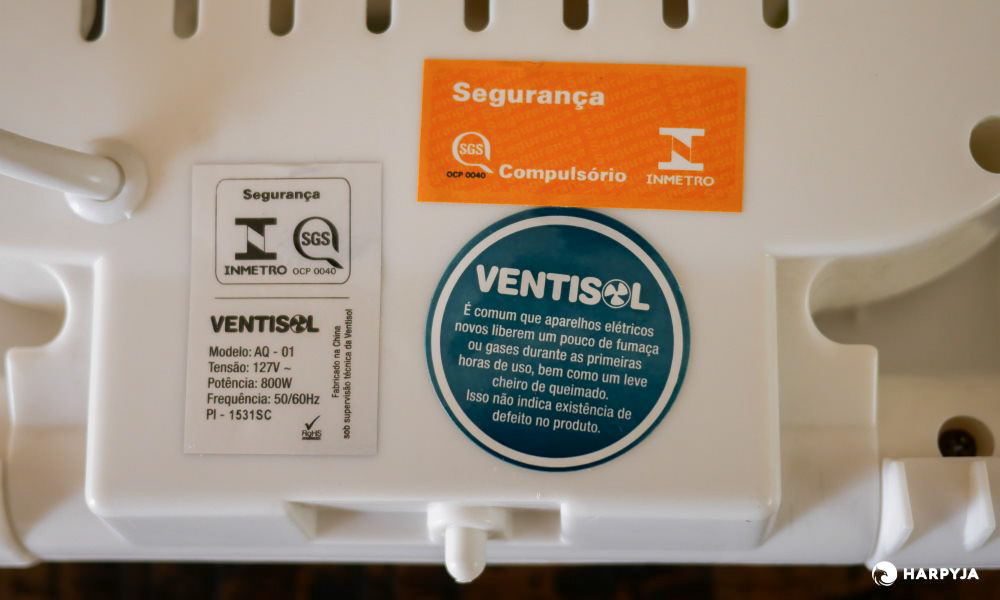 Segurança
SGS
OCP 0040
Compulsório
INMETRO
Segurança
INMETRO
SGS
OCP 0040
VENTISOL
Modelo: AQ - 01
Tensão: 127V ~
Potência: 800W
Frequência: 50/60Hz
PI - 1531SC
RoHS
Fabricado na China
sob supervisão técnica da Ventisol
VENTISOL
É comum que aparelhos elétricos
novos liberem um pouco de fumaça
ou gases durante as primeiras
horas de uso, bem como um leve
cheiro de queimado.
Isso não indica existência de
defeito no produto.
HARPYJA